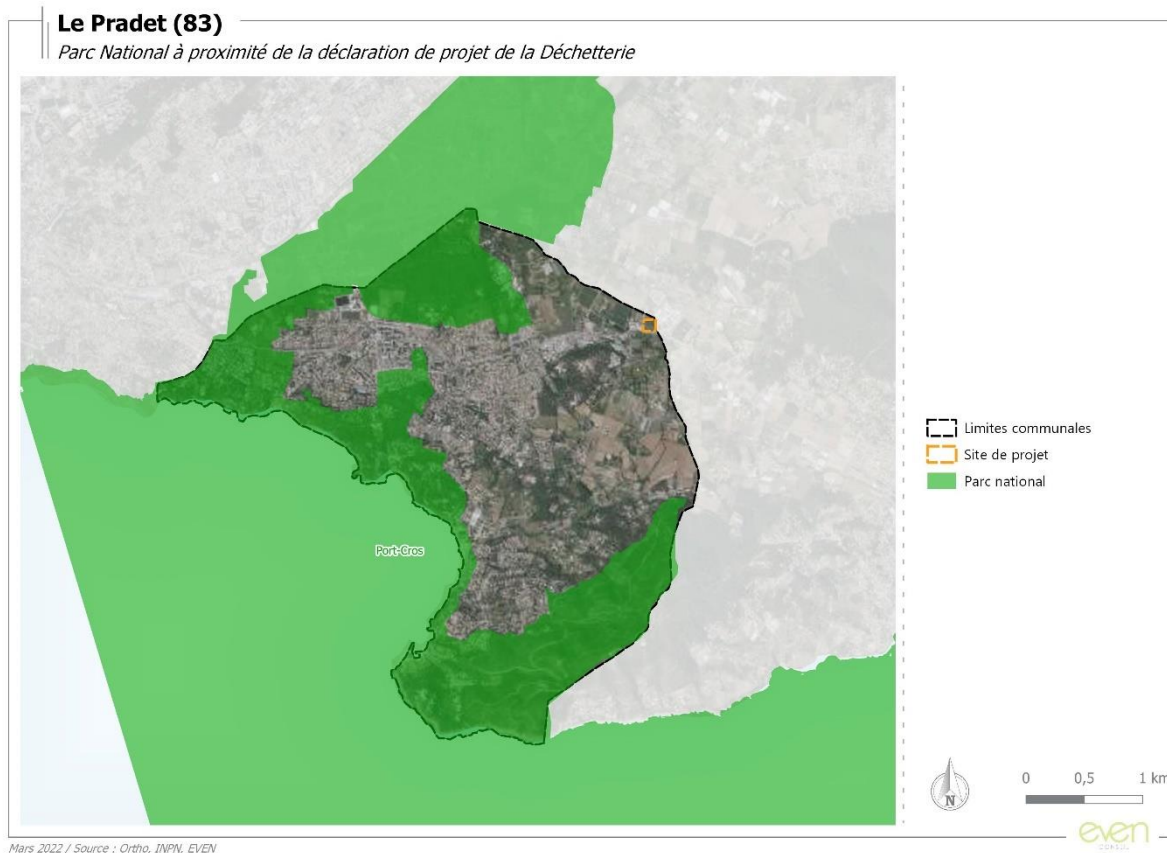 Le Pradet (83)
Parc National à proximité de la déclaration de projet de la Déchetterie
Port-Cros
Limites communales
Site de projet
Parc national
N
0 0,5 1 km
even
CONSEIL
Mars 2022 / Source : Ortho, INPN, EVEN